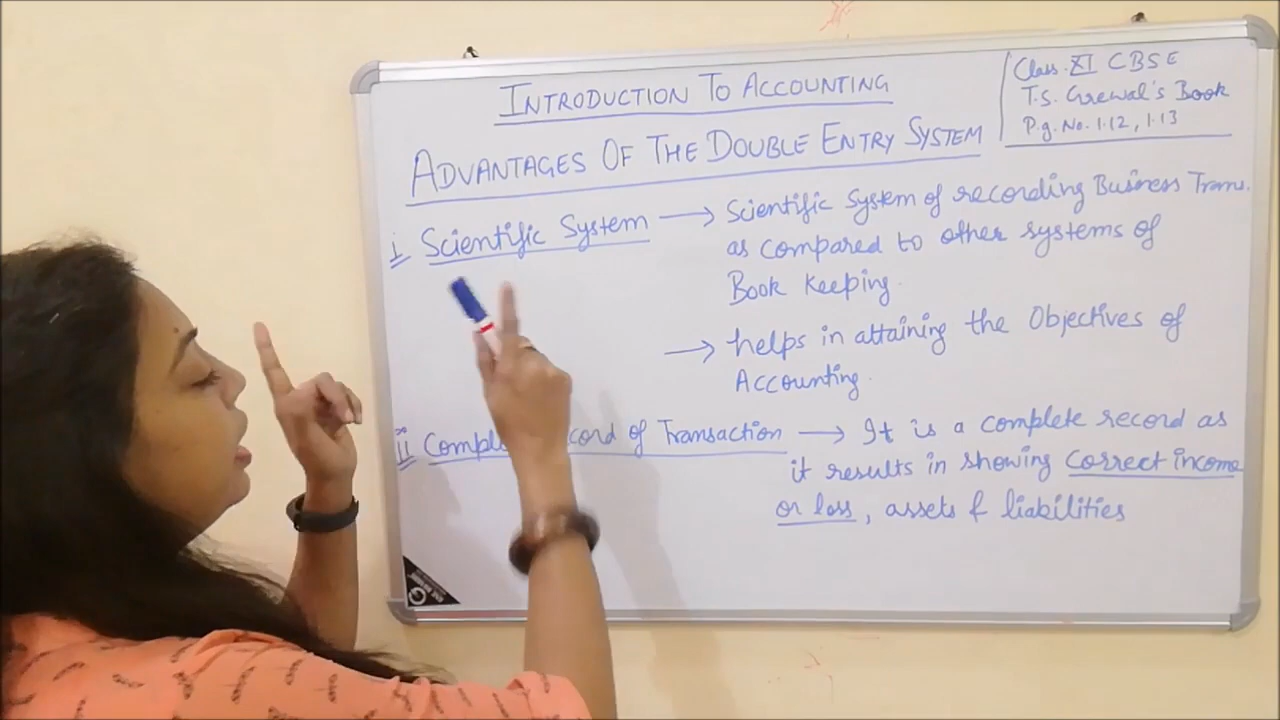 INTRODUCTION TO ACCOUNTING
Class. XI CBSE
T.S. Grewal's Book
P.g. No. 1.12, 1.13
ADVANTAGES OF THE DOUBLE ENTRY SYSTEM
i Scientific System → Scientific System of recording Business Trans.
as compared to other systems of
Book Keeping.
→ helps in attaining the Objectives of
Accounting.
ii of Transaction → It is a complete record as
it results in showing correct income
or loss, assets & liabilities